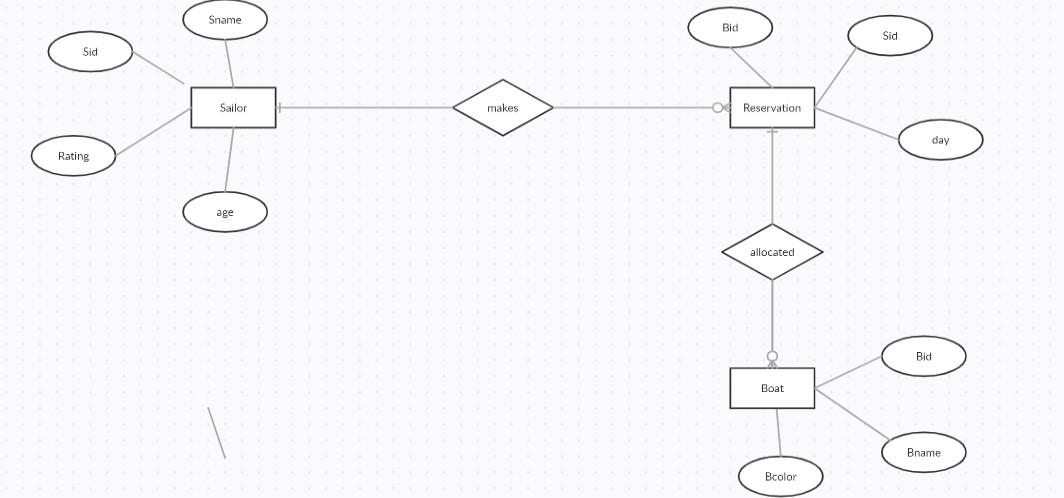 Sname
Bid
Sid
Sid
Sailor
makes
Reservation
day
Rating
age
allocated
Bid
Boat
Bname
Bcolor